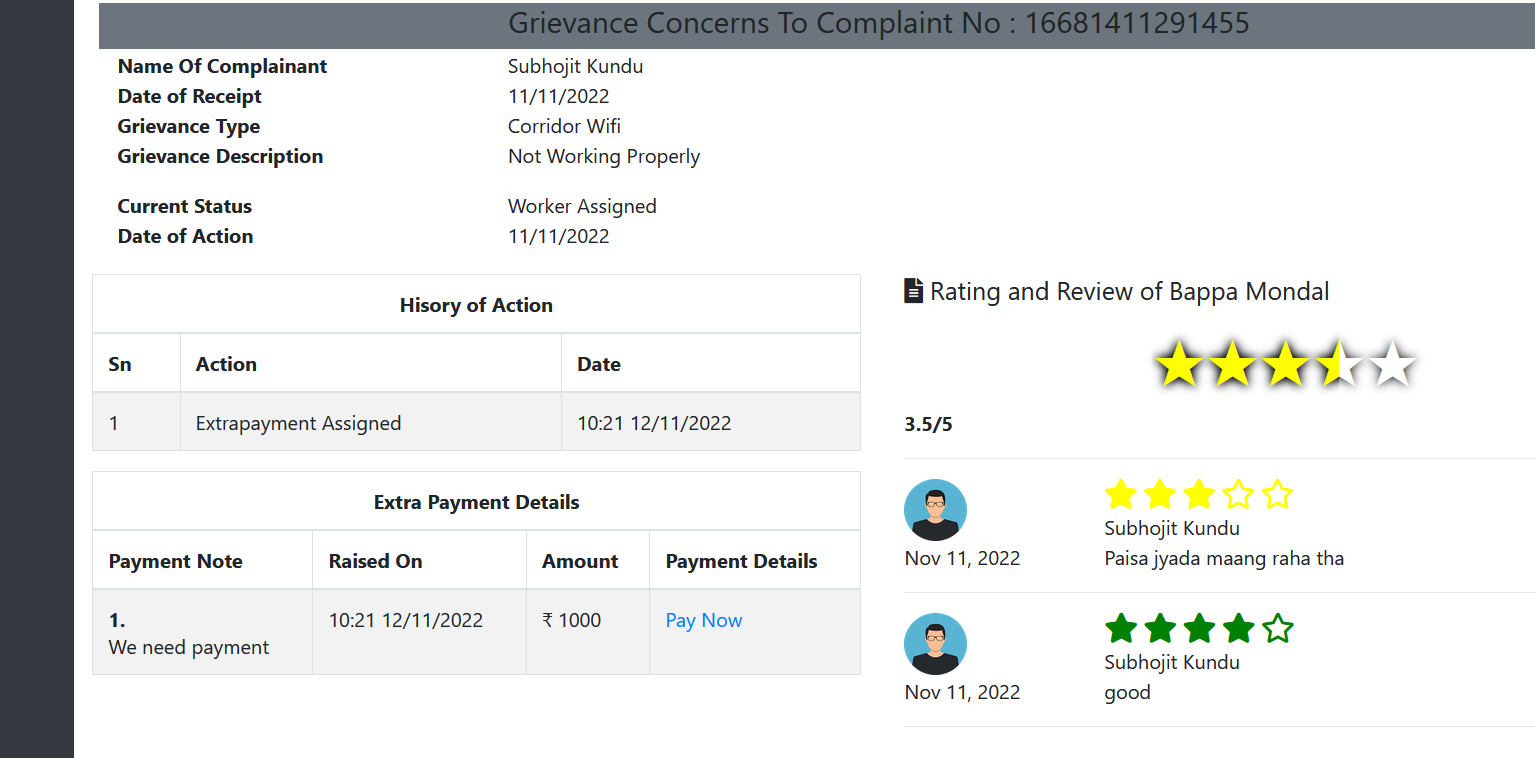 Grievance Concerns To Complaint No : 16681411291455
Name Of Complainant Subhojit Kundu
Date of Receipt 11/11/2022
Grievance Type Corridor Wifi
Grievance Description Not Working Properly
Current Status Worker Assigned
Date of Action 11/11/2022
Hisory of Action
Sn Action Date
1 Extrapayment Assigned 10:21 12/11/2022
Extra Payment Details
Payment Note Raised On Amount Payment Details
1.
We need payment 10:21 12/11/2022 ₹ 1000 Pay Now
Rating and Review of Bappa Mondal
3.5/5
Subhojit Kundu
Nov 11, 2022 Paisa jyada maang raha tha
Subhojit Kundu
Nov 11, 2022 good